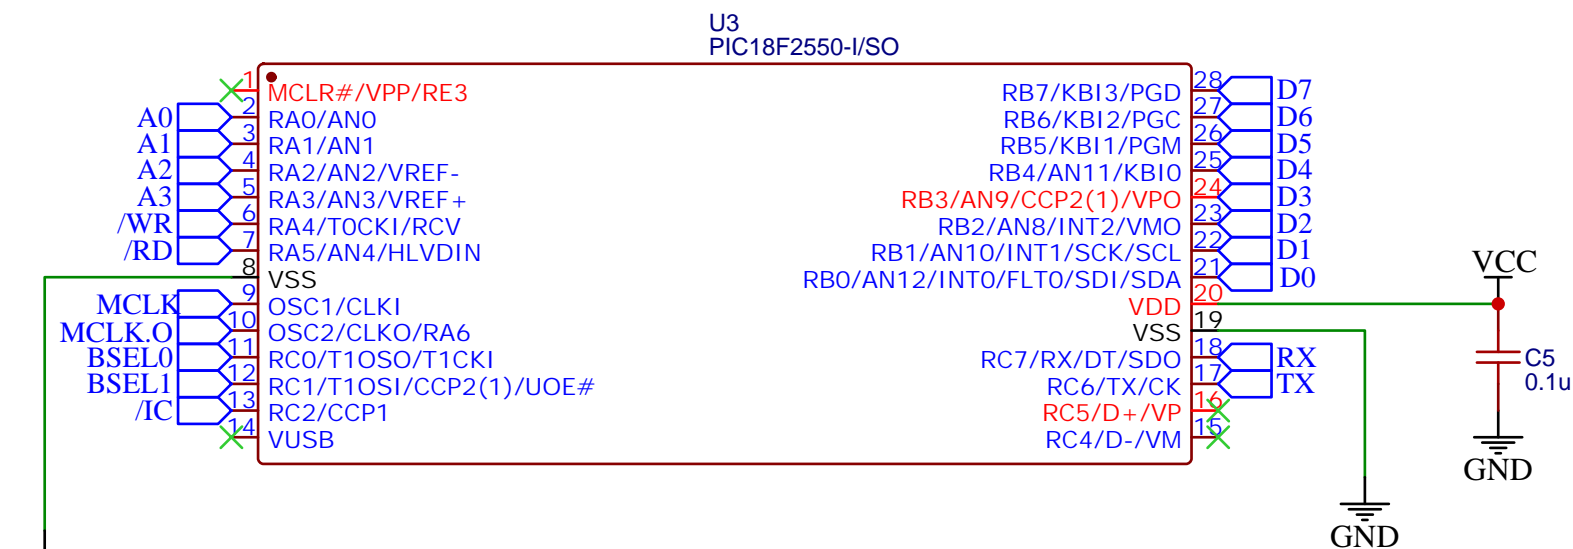 U3
PIC18F2550-I/SO
1 MCLR#/VPP/RE3
A0 2 RA0/AN0
A1 3 RA1/AN1
A2 4 RA2/AN2/VREF-
A3 5 RA3/AN3/VREF+
/WR 6 RA4/T0CKI/RCV
/RD 7 RA5/AN4/HLVDIN
8 VSS
MCLK 9 OSC1/CLKI
MCLK.O 10 OSC2/CLKO/RA6
BSEL0 11 RC0/T1OSO/T1CKI
BSEL1 12 RC1/T1OSI/CCP2(1)/UOE#
/IC 13 RC2/CCP1
14 VUSB
RB7/KBI3/PGD 28 D7
RB6/KBI2/PGC 27 D6
RB5/KBI1/PGM 26 D5
RB4/AN11/KBI0 25 D4
RB3/AN9/CCP2(1)/VPO 24 D3
RB2/AN8/INT2/VMO 23 D2
RB1/AN10/INT1/SCK/SCL 22 D1
RB0/AN12/INT0/FLT0/SDI/SDA 21 D0
VDD 20
VSS 19
RC7/RX/DT/SDO 18 RX
RC6/TX/CK 17 TX
RC5/D+/VP 16
RC4/D-/VM 15
VCC
C5
0.1u
GND
GND